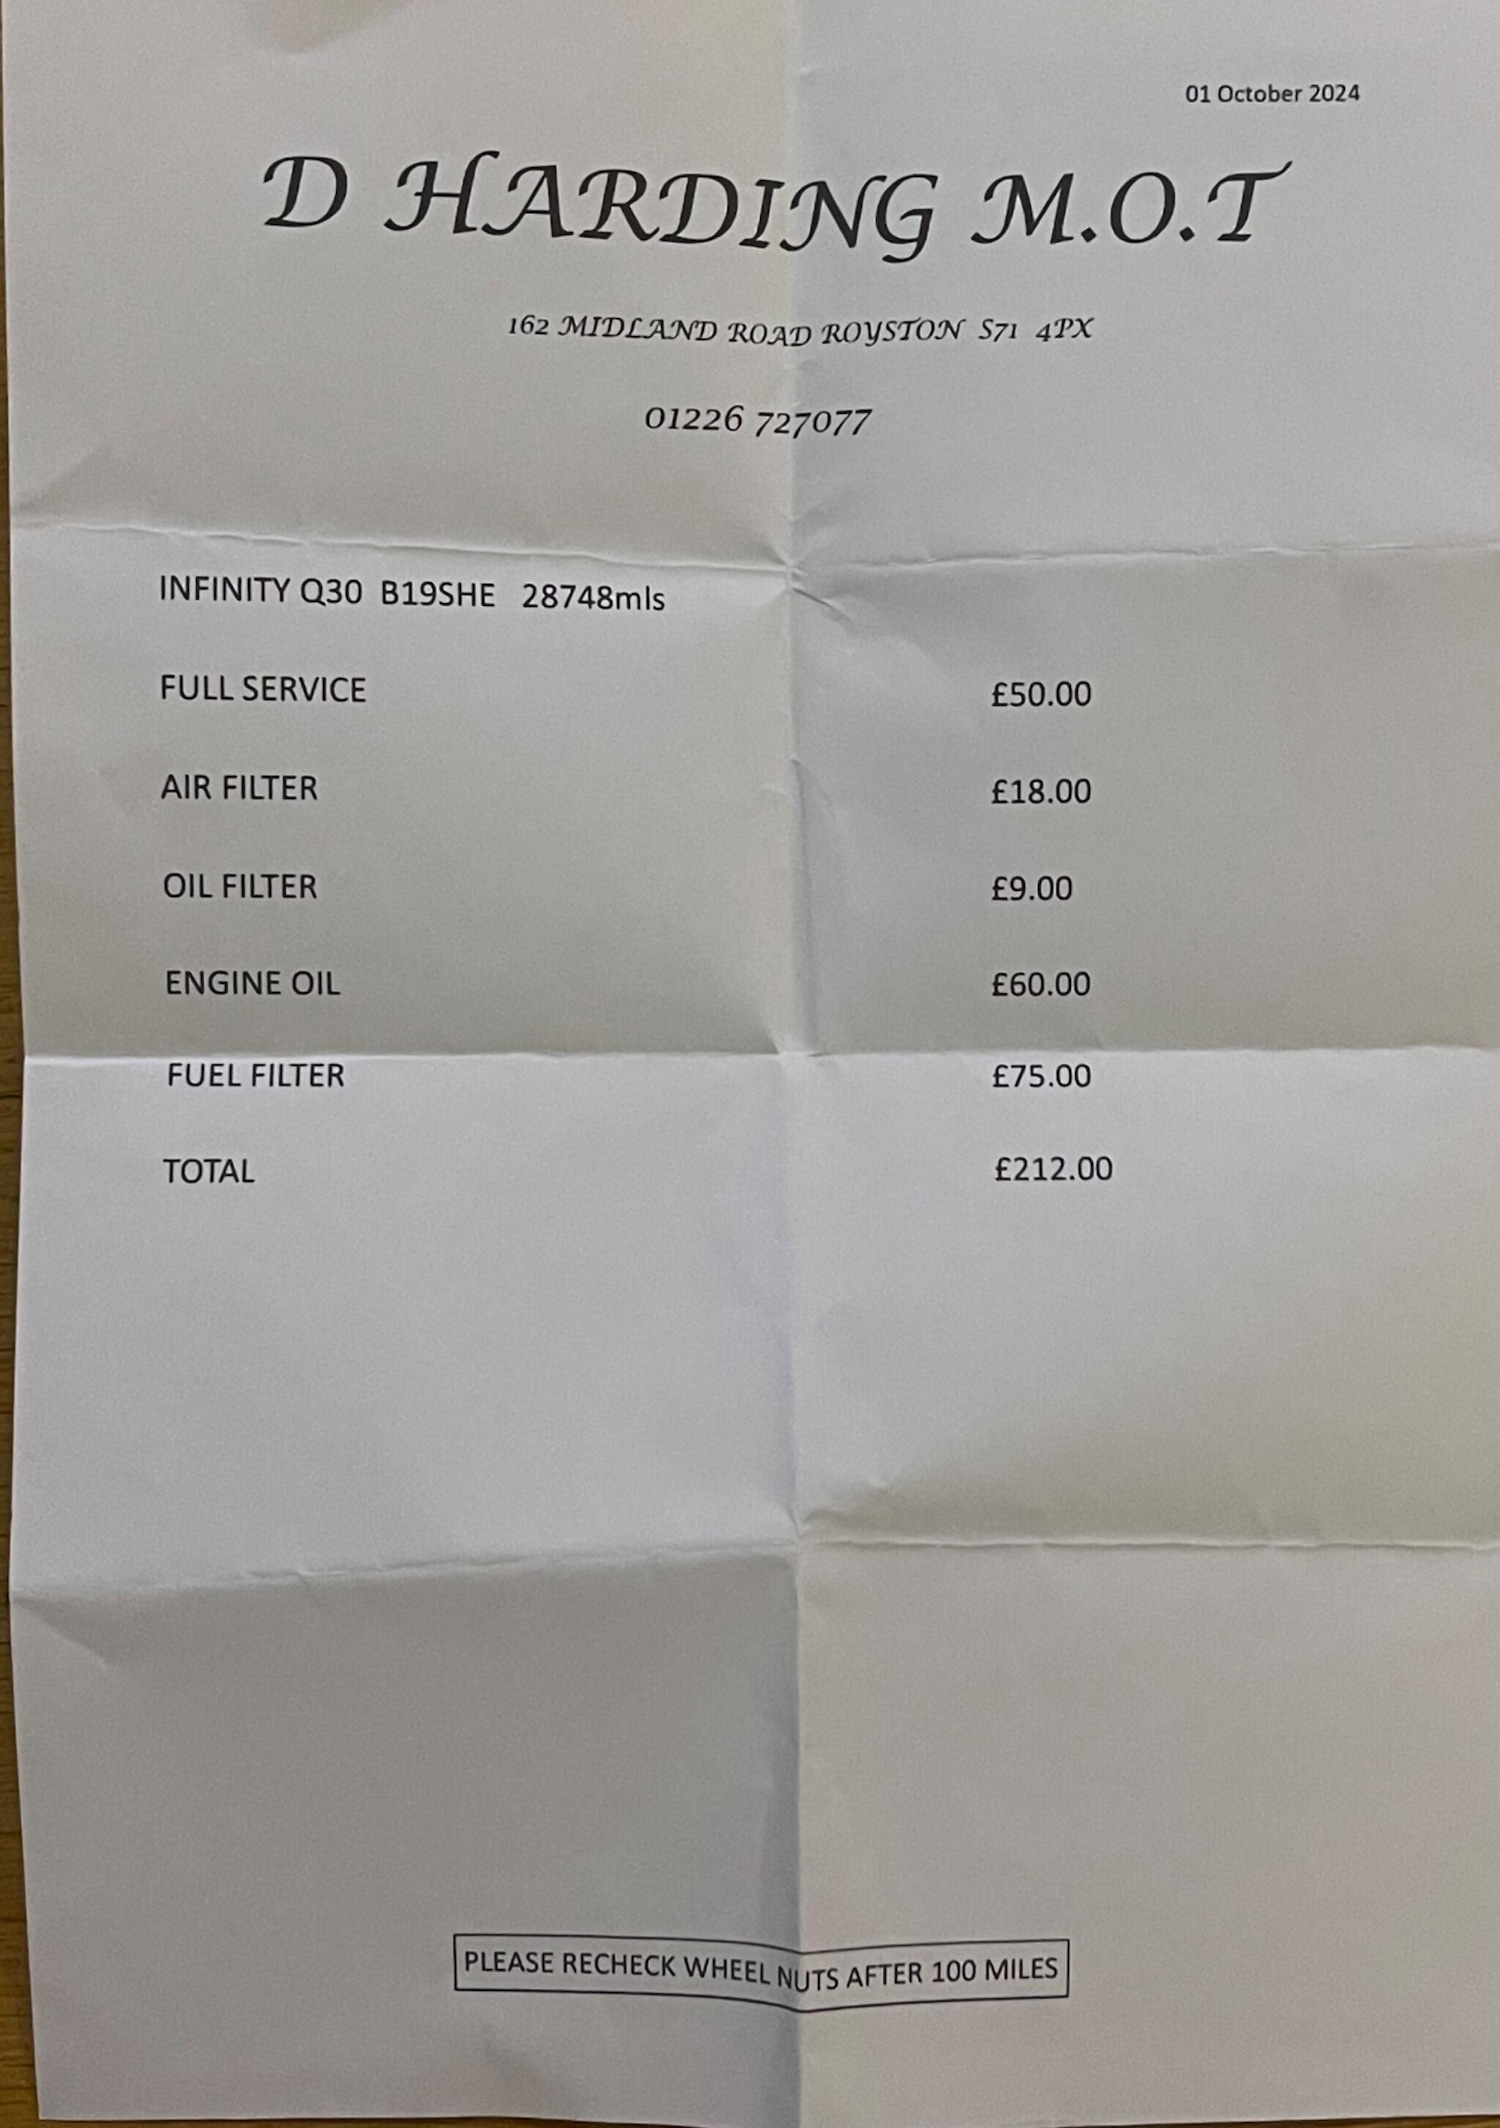 01 October 2024
D HARDING M.O.T
162 MIDLAND ROAD ROYSTON S71 4PX
01226 727077
INFINITY Q30 B19SHE 28748mls
FULL SERVICE £50.00
AIR FILTER £18.00
OIL FILTER £9.00
ENGINE OIL £60.00
FUEL FILTER £75.00
TOTAL £212.00
PLEASE RECHECK WHEEL NUTS AFTER 100 MILES